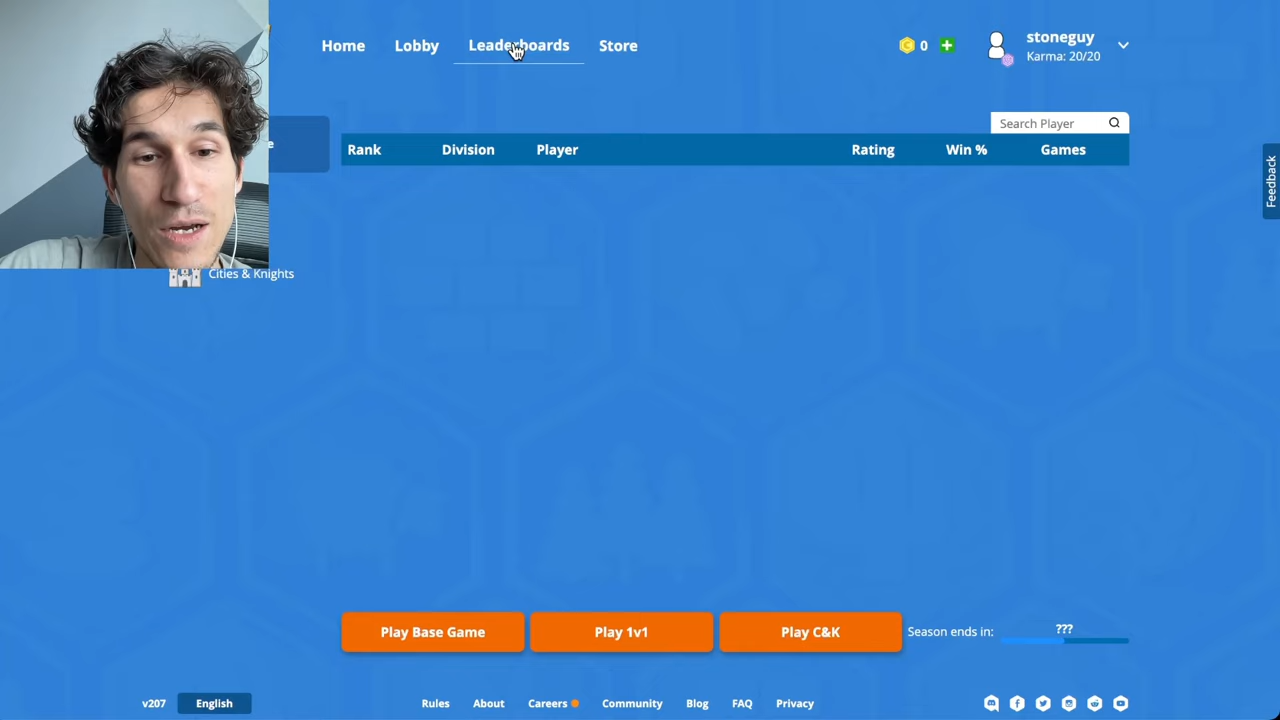 Home Lobby Leaderboards Store
0
stoneguy
Karma: 20/20
Search Player
Rank Division Player Rating Win % Games
Feedback
Cities & Knights
Play Base Game Play 1v1 Play C&K Season ends in: ???
v207 English Rules About Careers Community Blog FAQ Privacy